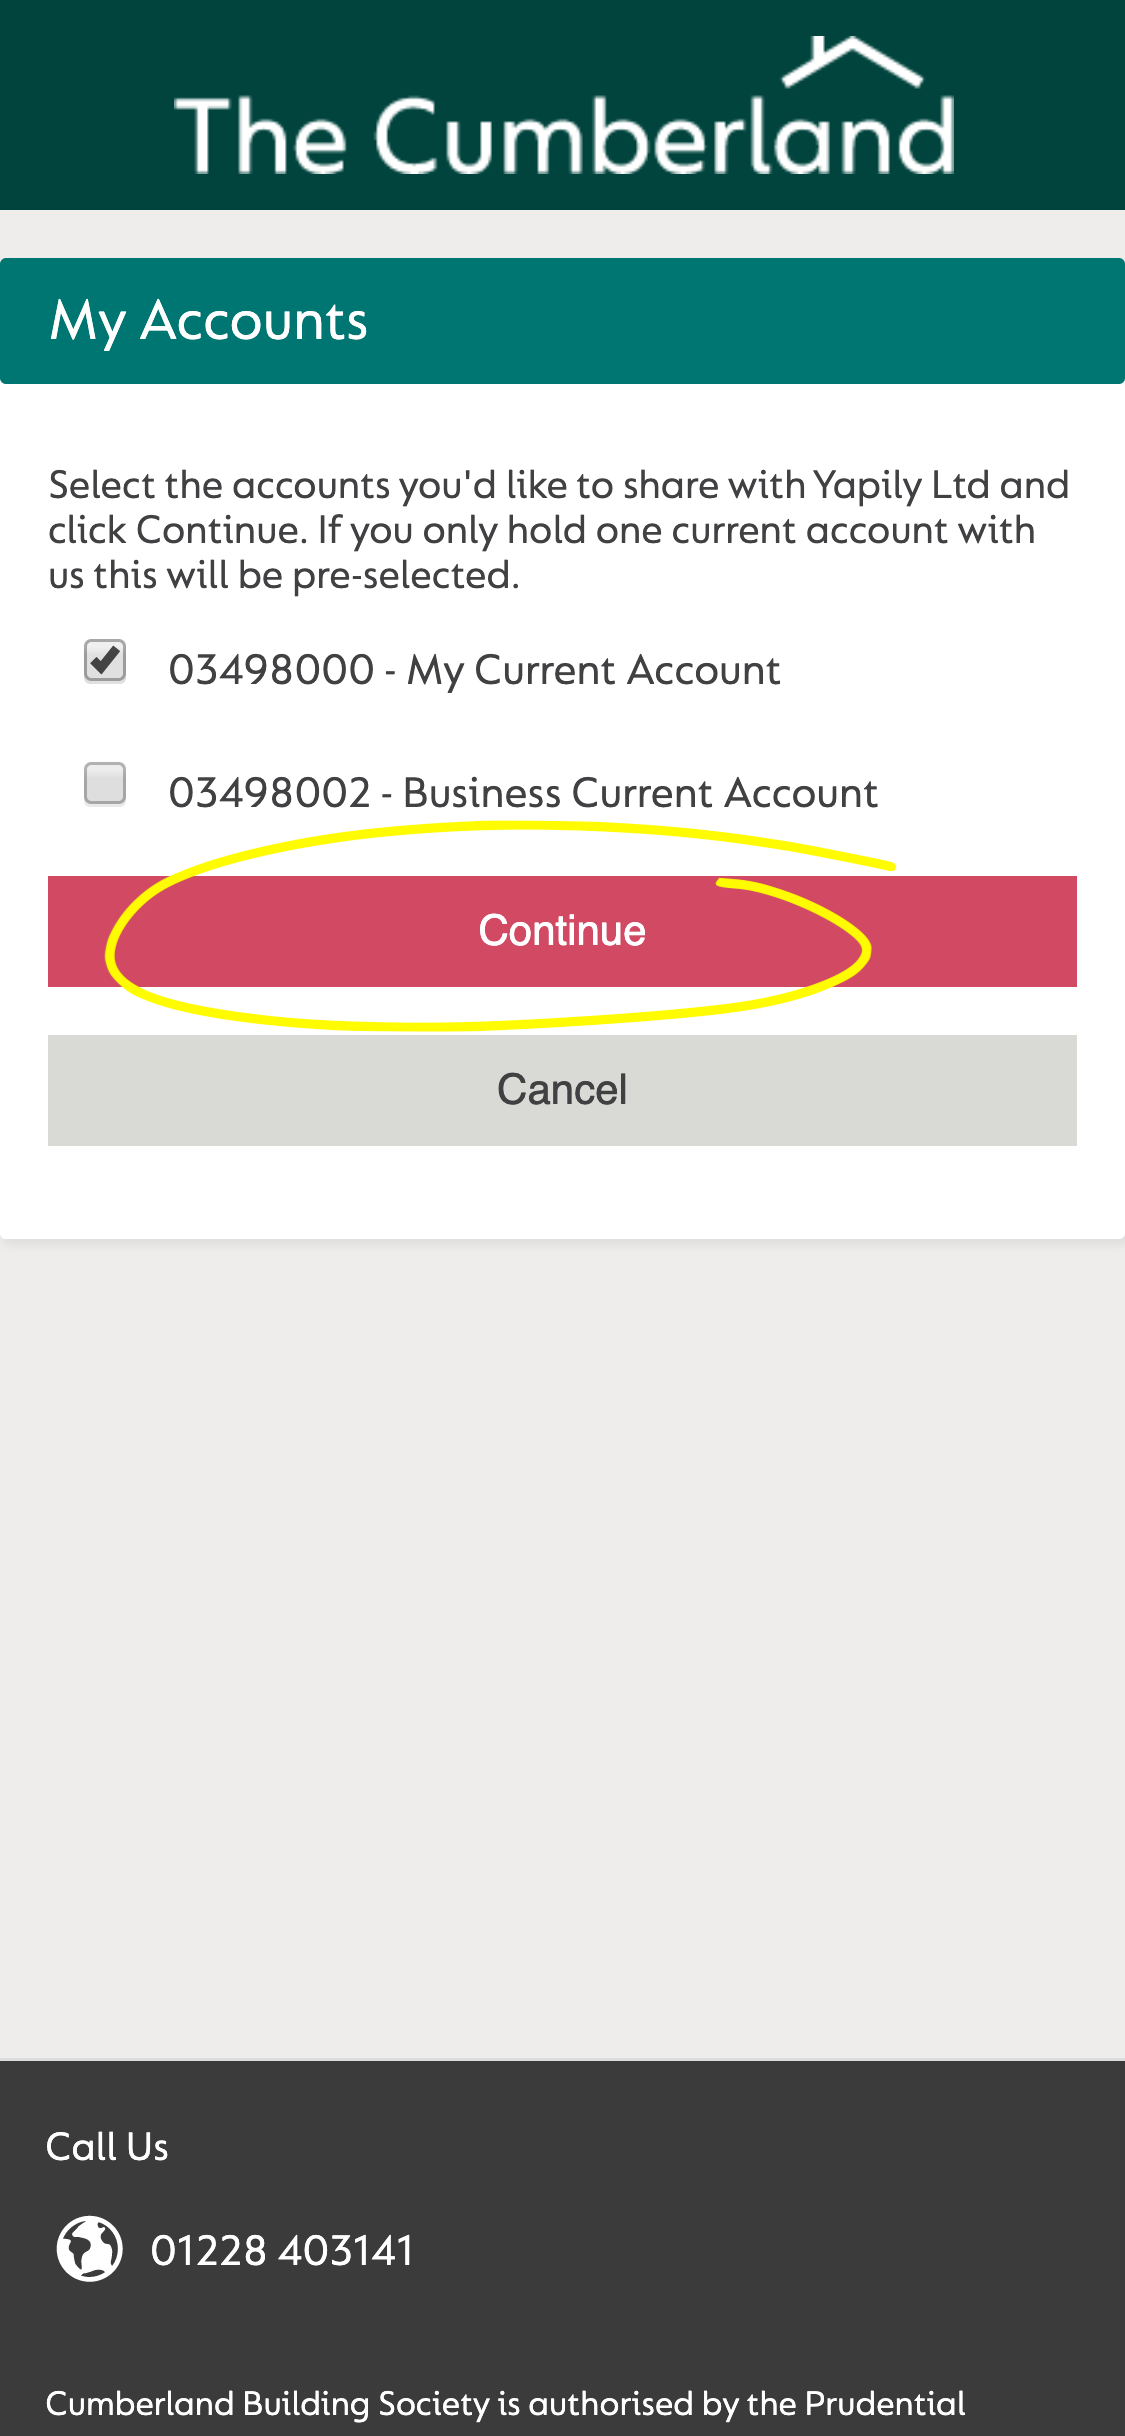 The Cumberland
My Accounts
Select the accounts you'd like to share with Yapily Ltd and
click Continue. If you only hold one current account with
us this will be pre-selected.
03498000 - My Current Account
03498002 - Business Current Account
Continue
Cancel
Call Us
01228 403141
Cumberland Building Society is authorised by the Prudential